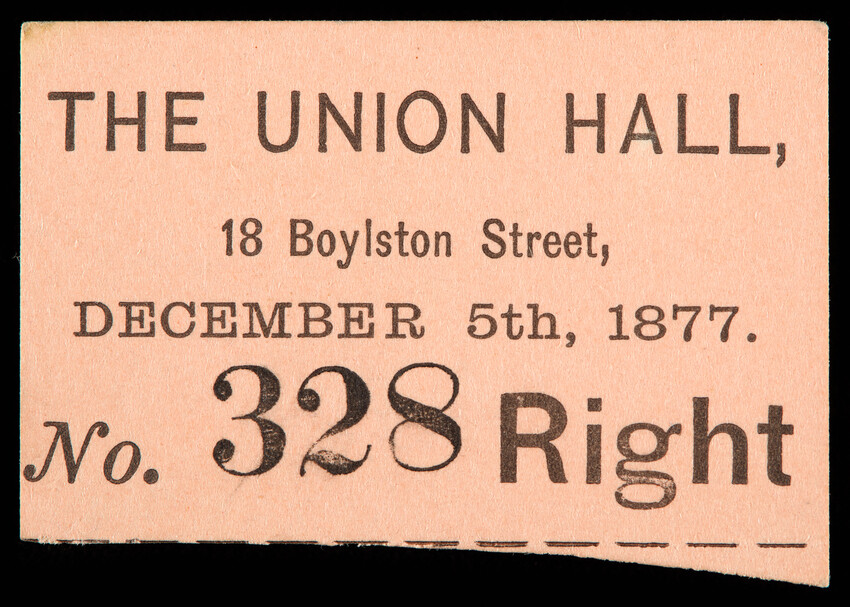 THE UNION HALL,
18 Boylston Street,
DECEMBER 5th, 1877.
No. 328 Right